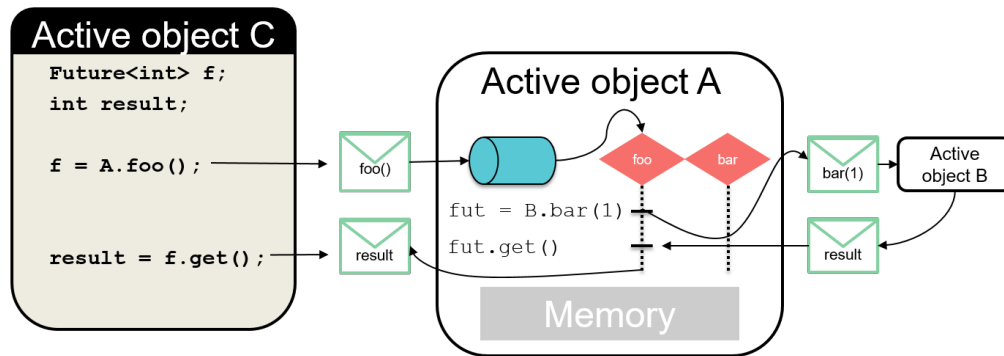 Active object C
Future<int> f;
int result;
f = A.foo();
result = f.get();
foo()
result
Active object A
foo
bar
fut = B.bar(1)
fut.get()
Memory
bar(1)
result
Active
object B